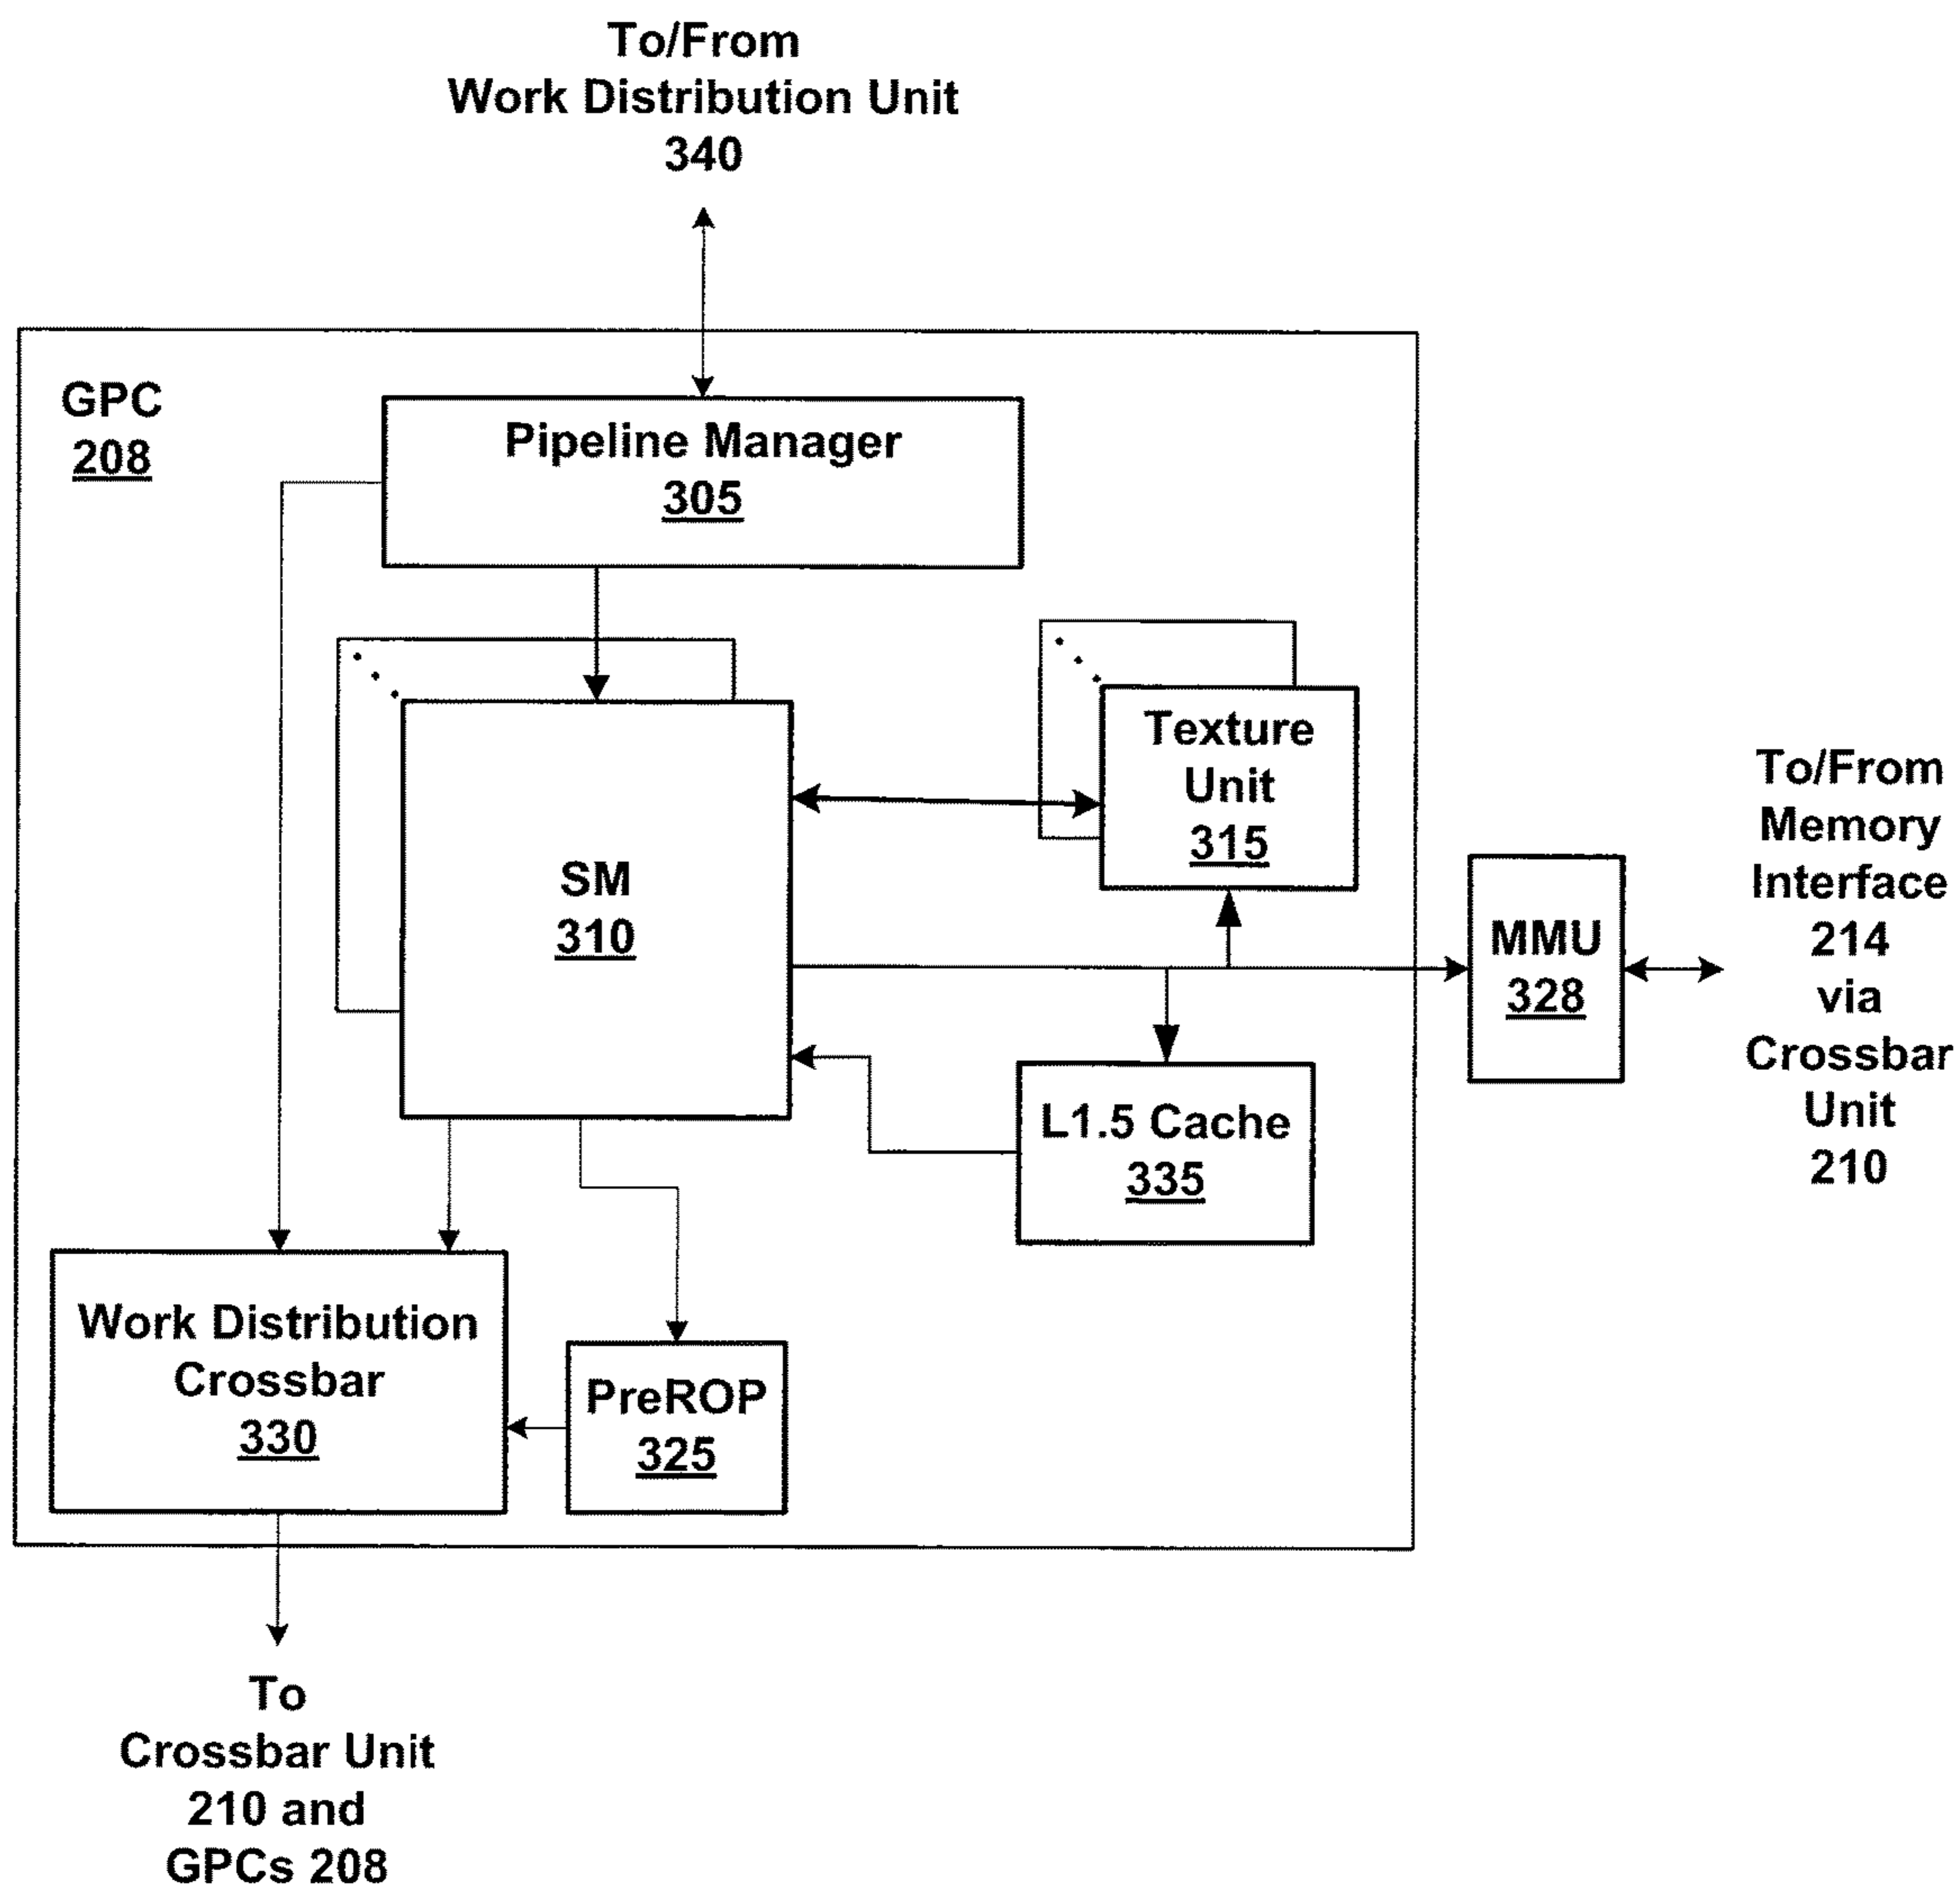 To/From
Work Distribution Unit
340
GPC
208
Pipeline Manager
305
Texture
Unit
315
SM
310
To/From
Memory
Interface
214
via
Crossbar
Unit
210
MMU
328
L1.5 Cache
335
Work Distribution
Crossbar
330
PreROP
325
To
Crossbar Unit
210 and
GPCs 208